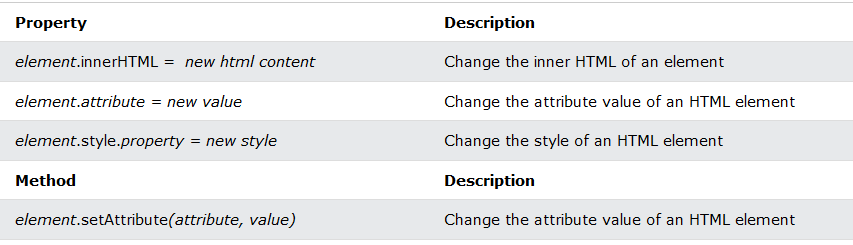 Property Description
element.innerHTML =  new html content Change the inner HTML of an element
element.attribute = new value Change the attribute value of an HTML element
element.style.property = new style Change the style of an HTML element
Method Description
element.setAttribute(attribute, value) Change the attribute value of an HTML element